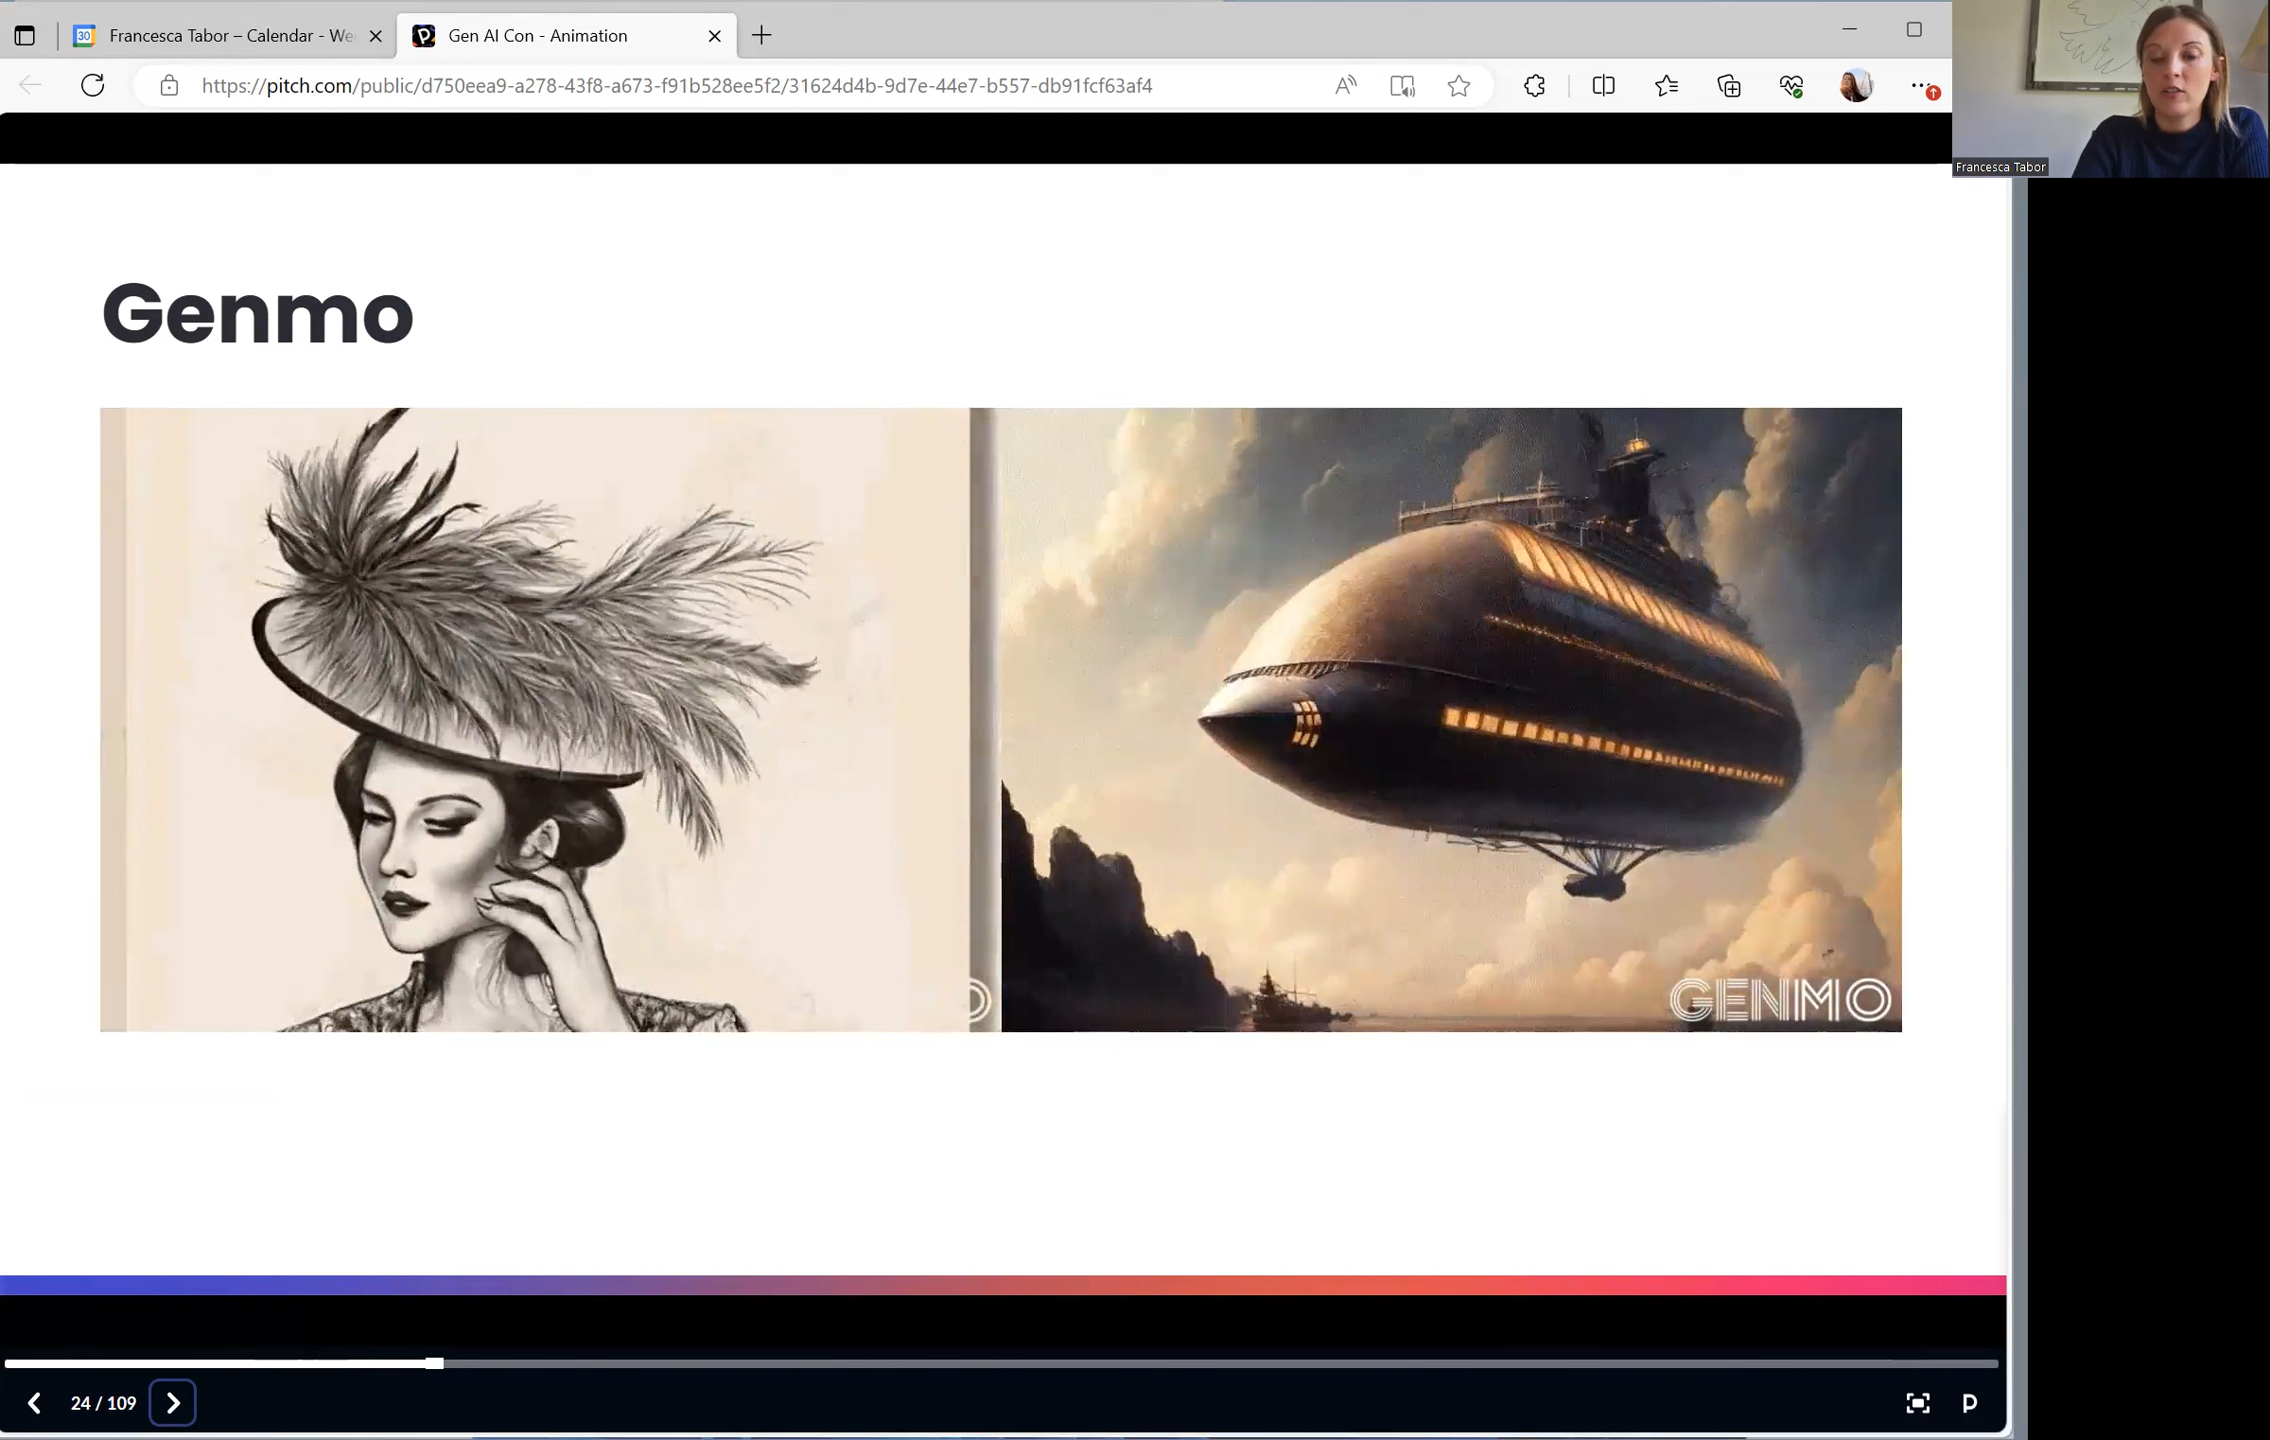 30
Francesca Tabor – Calendar - We
Gen AI Con - Animation
https://pitch.com/public/d750eea9-a278-43f8-a673-f91b528ee5f2/31624d4b-9d7e-44e7-b557-db91fcf63af4
Francesca Tabor
Genmo
O GENMO
24 / 109